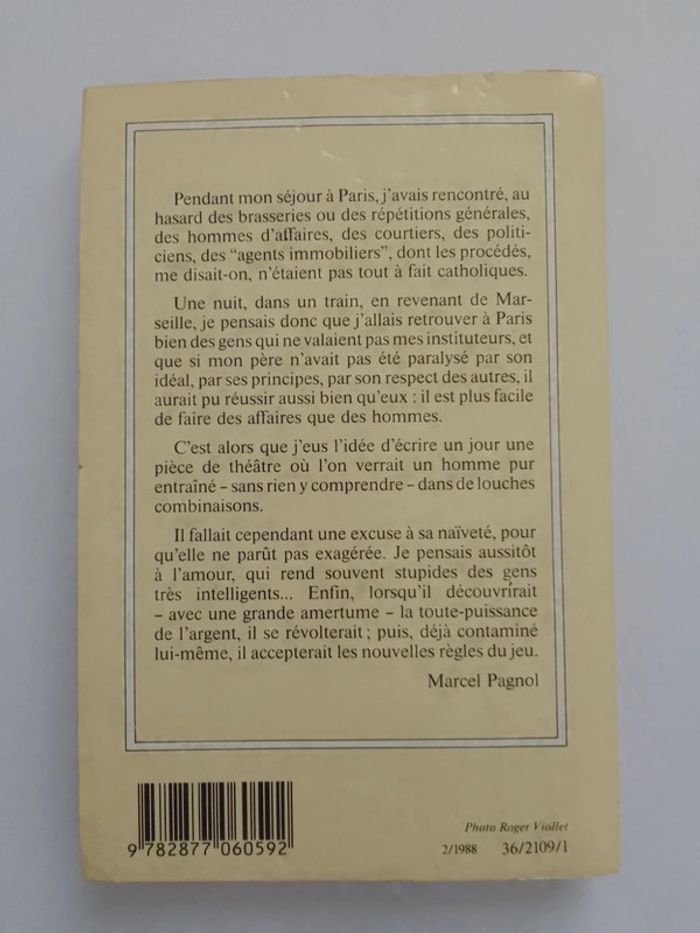 Pendant mon séjour à Paris, j'avais rencontré, au
hasard des brasseries ou des répétitions générales,
des hommes d'affaires, des courtiers, des politi-
ciens, des "agents immobiliers", dont les procédés,
me disait-on, n'étaient pas tout à fait catholiques.
Une nuit, dans un train, en revenant de Mar-
seille, je pensais donc que j'allais retrouver à Paris
bien des gens qui ne valaient pas mes instituteurs, et
que si mon père n'avait pas été paralysé par son
idéal, par ses principes, par son respect des autres, il
aurait pu réussir aussi bien qu'eux : il est plus facile
de faire des affaires que des hommes.
C'est alors que j'eus l'idée d'écrire un jour une
pièce de théâtre où l'on verrait un homme pur
entraîné – sans rien y comprendre – dans de louches
combinaisons.
Il fallait cependant une excuse à sa naïveté, pour
qu'elle ne parût pas exagérée. Je pensais aussitôt
à l'amour, qui rend souvent stupides des gens
très intelligents... Enfin, lorsqu'il découvrirait
– avec une grande amertume – la toute-puissance
de l'argent, il se révolterait ; puis, déjà contaminé
lui-même, il accepterait les nouvelles règles du jeu.
Marcel Pagnol
9 782877 060592
Photo Roger Viollet
2/1988 36/2109/1